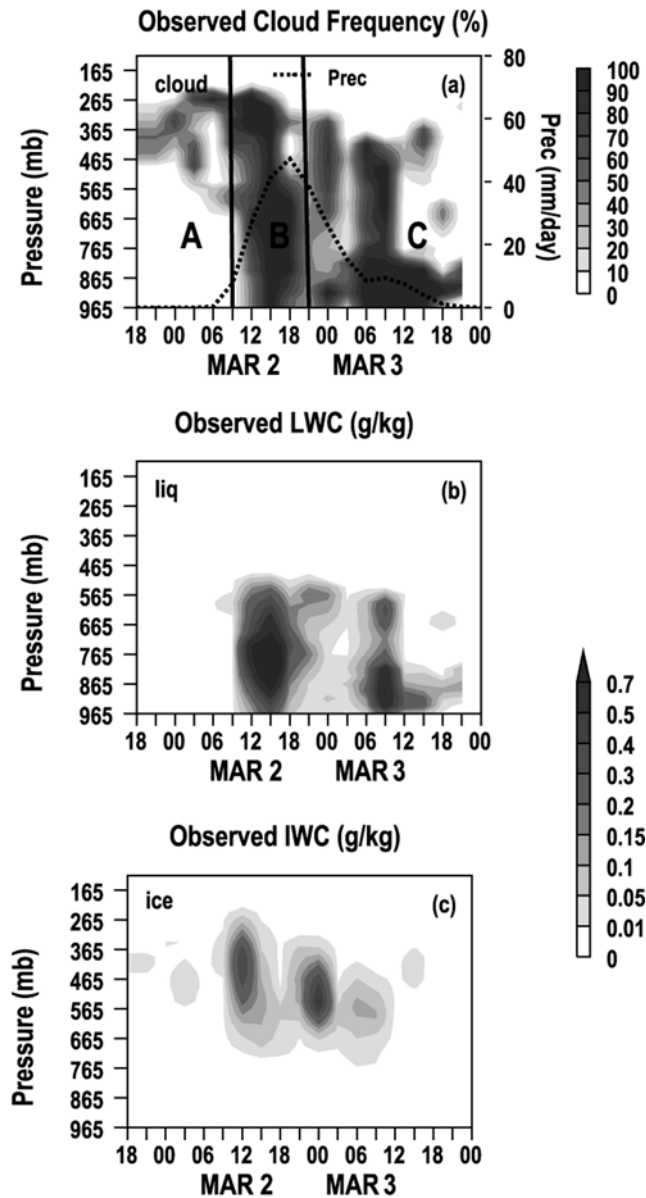 Observed Cloud Frequency (%)
165
265
365
465
565
665
765
865
965
Pressure (mb)
cloud
Prec
(a)
A
B
C
80
60
40
20
0
Prec (mm/day)
100
90
80
70
60
50
40
30
20
10
0
18 00 06 12 18 00 06 12 18 00
MAR 2 MAR 3
Observed LWC (g/kg)
165
265
365
465
565
665
765
865
965
Pressure (mb)
liq
(b)
18 00 06 12 18 00 06 12 18 00
MAR 2 MAR 3
0.7
0.5
0.4
0.3
0.2
0.15
0.1
0.05
0.01
0
Observed IWC (g/kg)
165
265
365
465
565
665
765
865
965
Pressure (mb)
ice
(c)
18 00 06 12 18 00 06 12 18 00
MAR 2 MAR 3